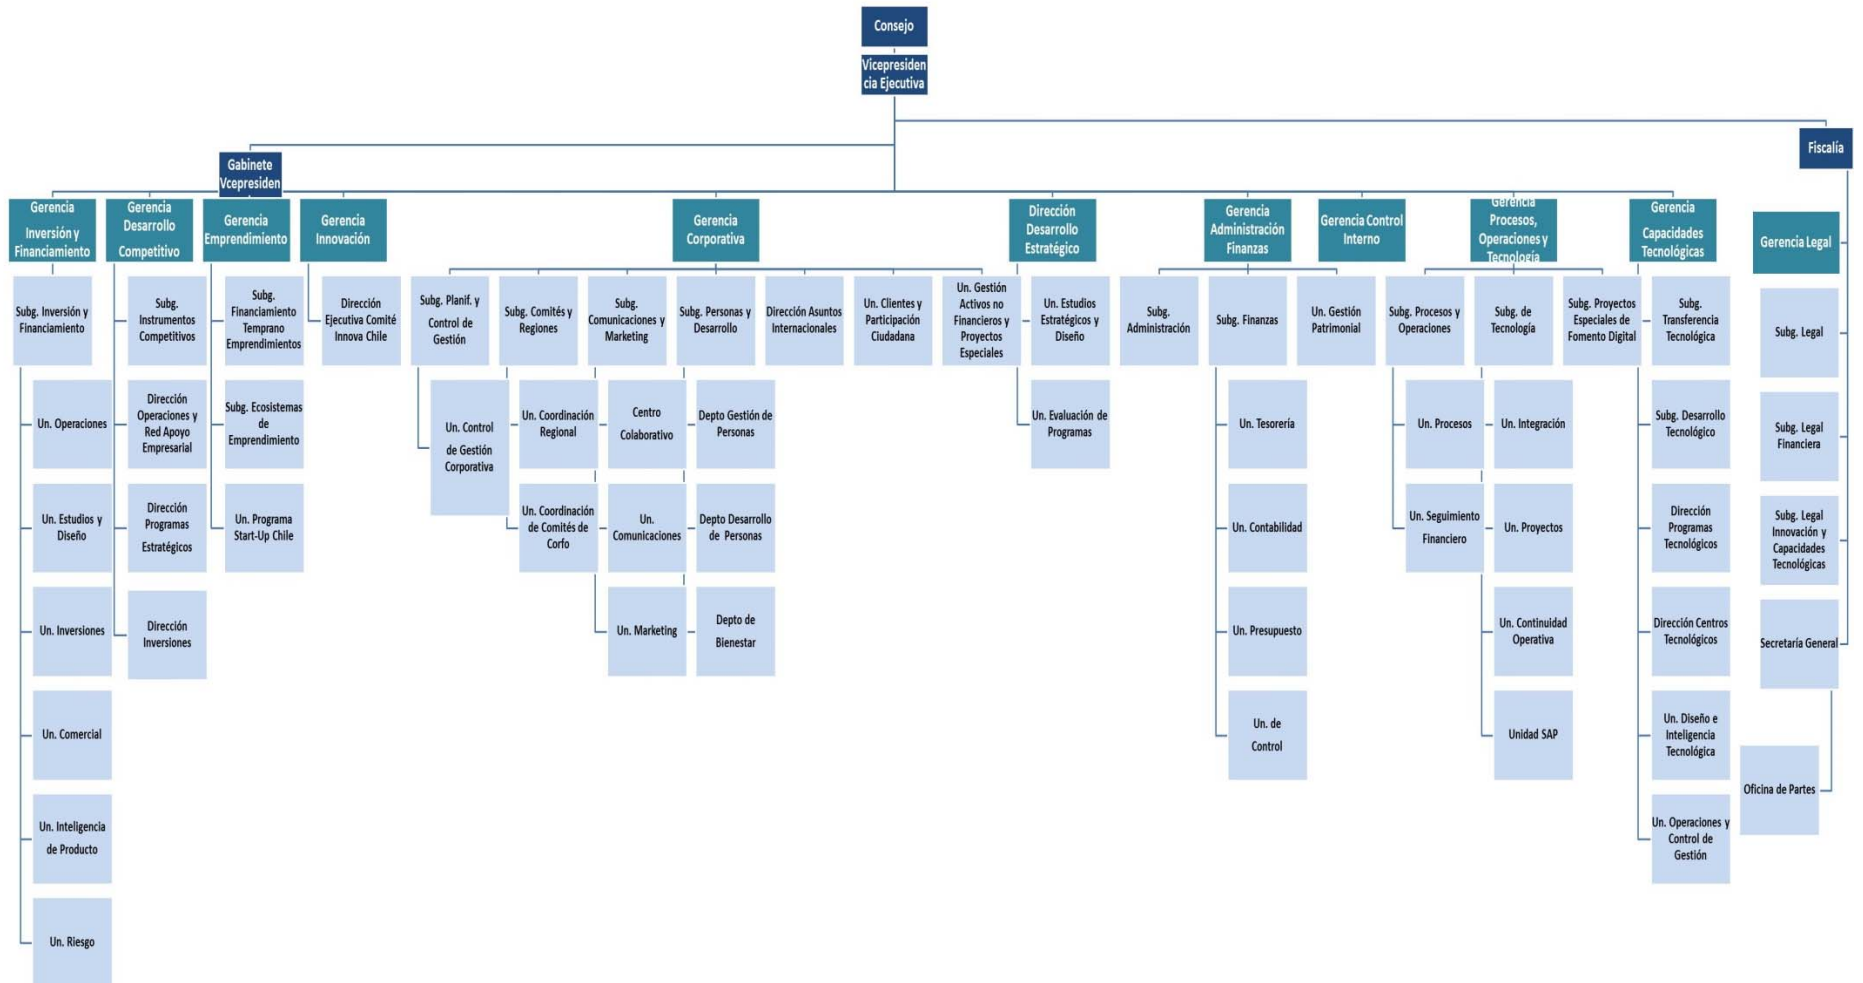 Consejo
Vicepresiden
cia Ejecutiva
Gabinete
Vcepresiden
Fiscalía
Gerencia
Inversión y
Financiamiento
Gerencia
Desarrollo
Competitivo
Gerencia
Emprendimiento
Gerencia
Innovación
Gerencia
Corporativa
Dirección
Desarrollo
Estratégico
Gerencia
Administración
Finanzas
Gerencia Control
Interno
Gerencia
Procesos,
Operaciones y
Tecnología
Gerencia
Capacidades
Tecnológicas
Gerencia Legal
Subg. Inversión y
Financiamiento
Subg.
Instrumentos
Competitivos
Subg.
Financiamiento
Temprano
Emprendimientos
Dirección
Ejecutiva Comité
Innova Chile
Subg. Planif. y
Control de
Gestión
Subg. Comités y
Regiones
Subg.
Comunicaciones y
Marketing
Subg. Personas y
Desarrollo
Dirección Asuntos
Internacionales
Un. Clientes y
Participación
Ciudadana
Un. Gestión
Activos no
Financieros y
Proyectos
Especiales
Un. Estudios
Estratégicos y
Diseño
Subg.
Administración
Subg. Finanzas
Un. Gestión
Patrimonial
Subg. Procesos y
Operaciones
Subg. de
Tecnología
Subg. Proyectos
Especiales de
Fomento Digital
Subg.
Transferencia
Tecnológica
Subg. Legal
Un. Operaciones
Dirección
Operaciones y
Red Apoyo
Empresarial
Subg. Ecosistemas
de
Emprendimiento
Un. Control
de Gestión
Corporativa
Un. Coordinación
Regional
Centro
Colaborativo
Depto Gestión de
Personas
Un. Evaluación de
Programas
Un. Tesorería
Un. Procesos
Un. Integración
Subg. Desarrollo
Tecnológico
Subg. Legal
Financiera
Un. Estudios y
Diseño
Dirección
Programas
Estratégicos
Un. Programa
Start-Up Chile
Un. Coordinación
de Comités de
Corfo
Un.
Comunicaciones
Depto Desarrollo
de Personas
Un. Contabilidad
Un. Seguimiento
Financiero
Un. Proyectos
Dirección
Programas
Tecnológicos
Subg. Legal
Innovación y
Capacidades
Tecnológicas
Un. Inversiones
Dirección
Inversiones
Un. Marketing
Depto de
Bienestar
Un. Presupuesto
Un. Continuidad
Operativa
Dirección Centros
Tecnológicos
Secretaría General
Un. Comercial
Un. de
Control
Unidad SAP
Un. Diseño e
Inteligencia
Tecnológica
Oficina de Partes
Un. Inteligencia
de Producto
Un. Operaciones y
Control de
Gestión
Un. Riesgo